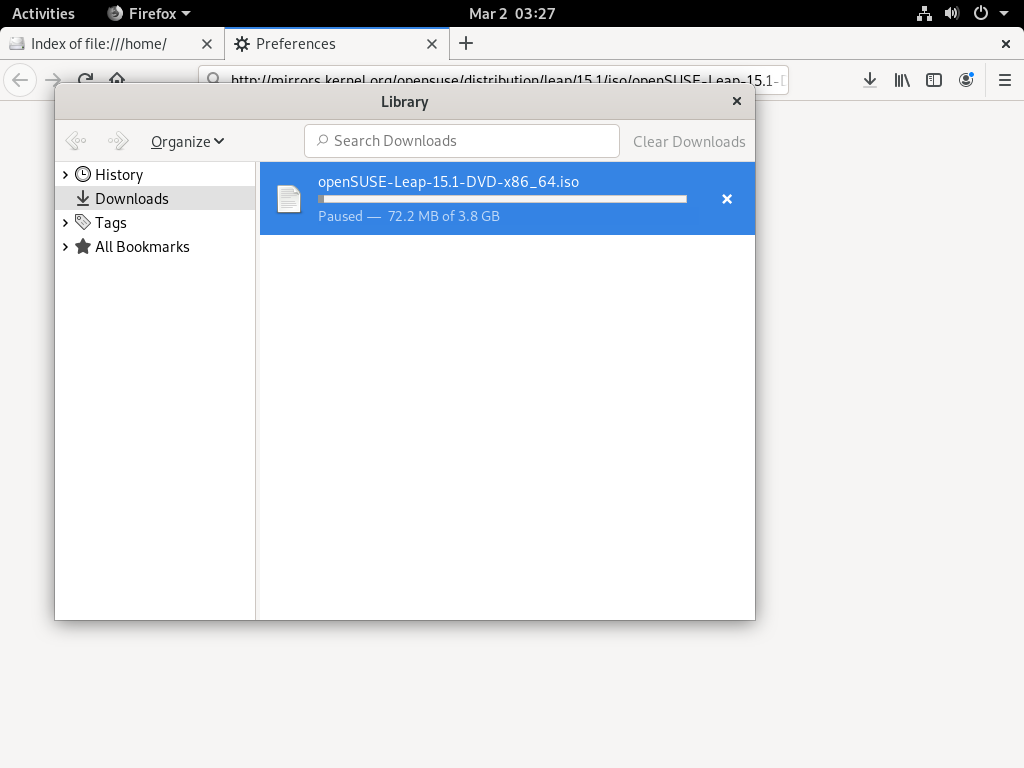 Activities
Firefox
Mar 2 03:27
Index of file:///home/
Preferences
http://mirrors.kernel.org/opensuse/distribution/leap/15.1/iso/openSUSE-Leap-15.1-
Library
Organize
Search Downloads
Clear Downloads
History
Downloads
Tags
All Bookmarks
openSUSE-Leap-15.1-DVD-x86_64.iso
Paused — 72.2 MB of 3.8 GB